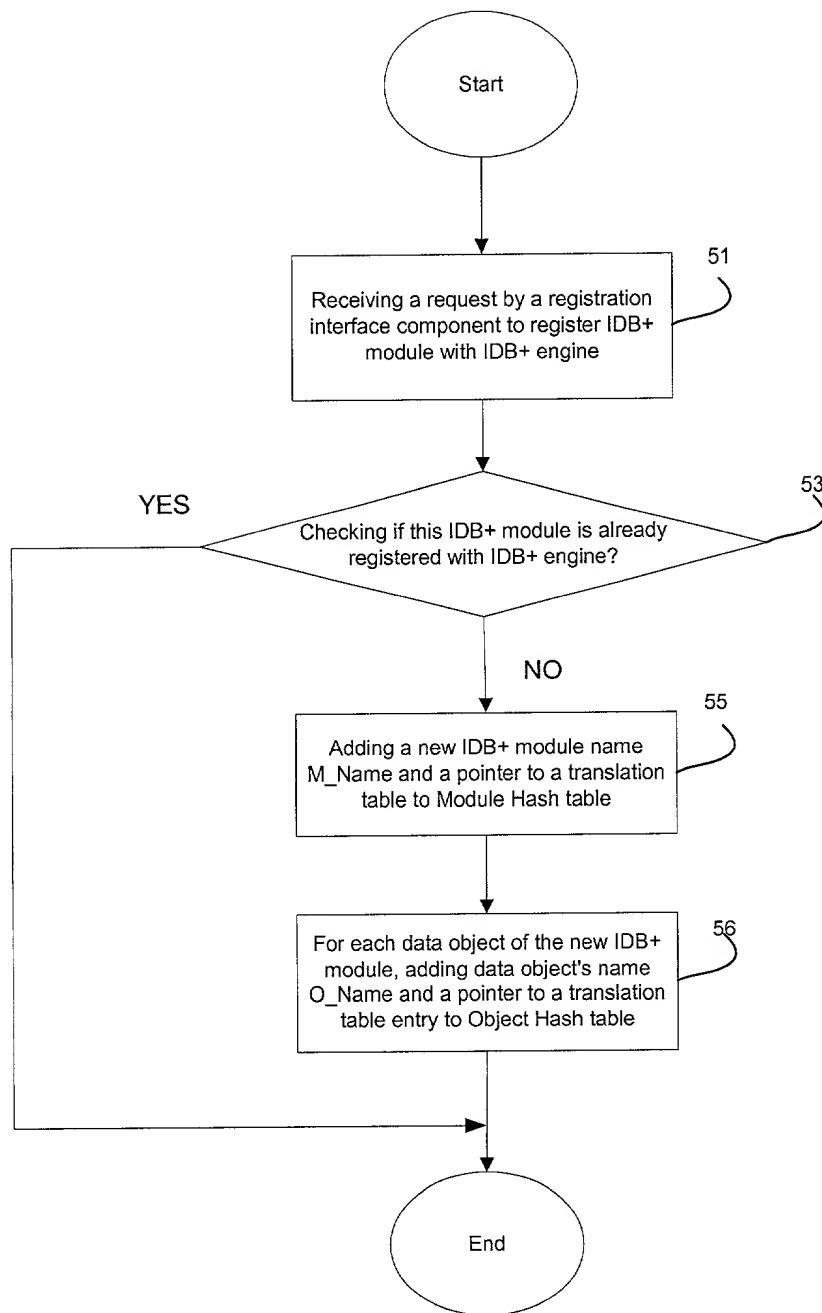 Start
51
Receiving a request by a registration
interface component to register IDB+
module with IDB+ engine
YES
53
Checking if this IDB+ module is already
registered with IDB+ engine?
NO
55
Adding a new IDB+ module name
M_Name and a pointer to a translation
table to Module Hash table
56
For each data object of the new IDB+
module, adding data object's name
O_Name and a pointer to a translation
table entry to Object Hash table
End